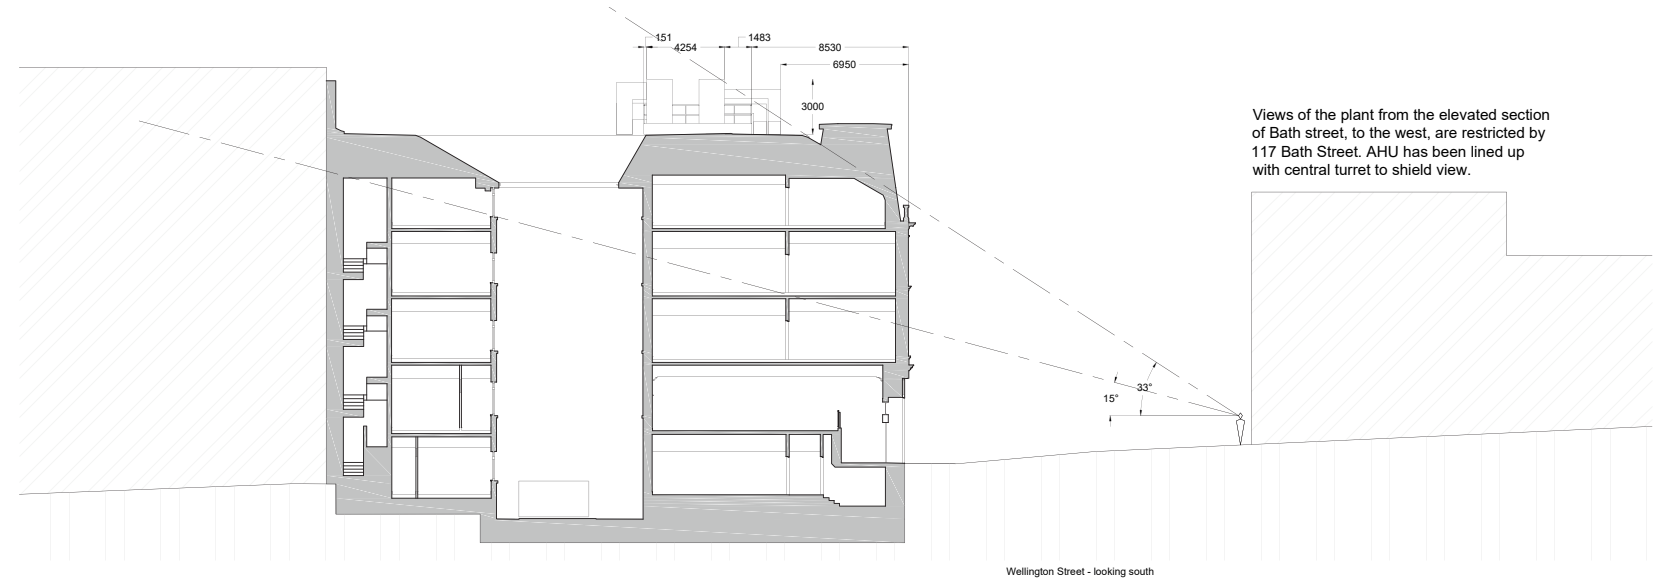 151
1483
4254
8530
6950
3000
Views of the plant from the elevated section
of Bath street, to the west, are restricted by
117 Bath Street. AHU has been lined up
with central turret to shield view.
33°
15°
Wellington Street - looking south